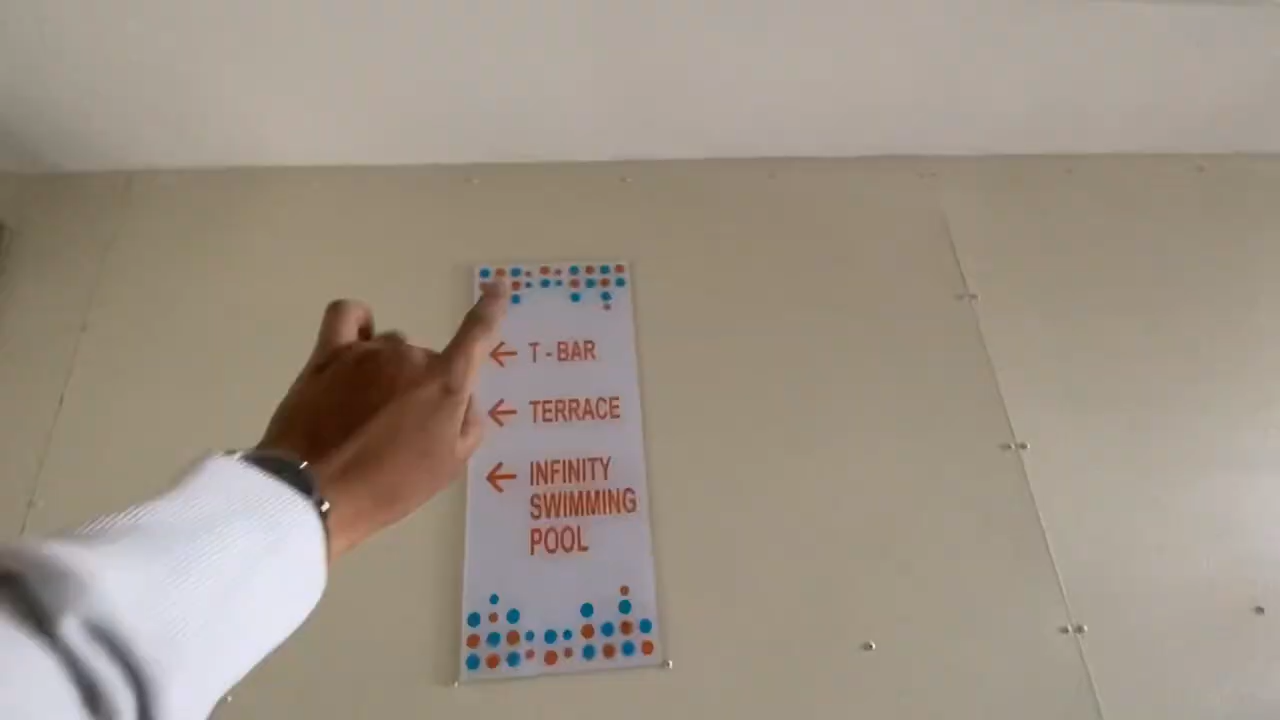 ← T - BAR
← TERRACE
← INFINITY
SWIMMING
POOL